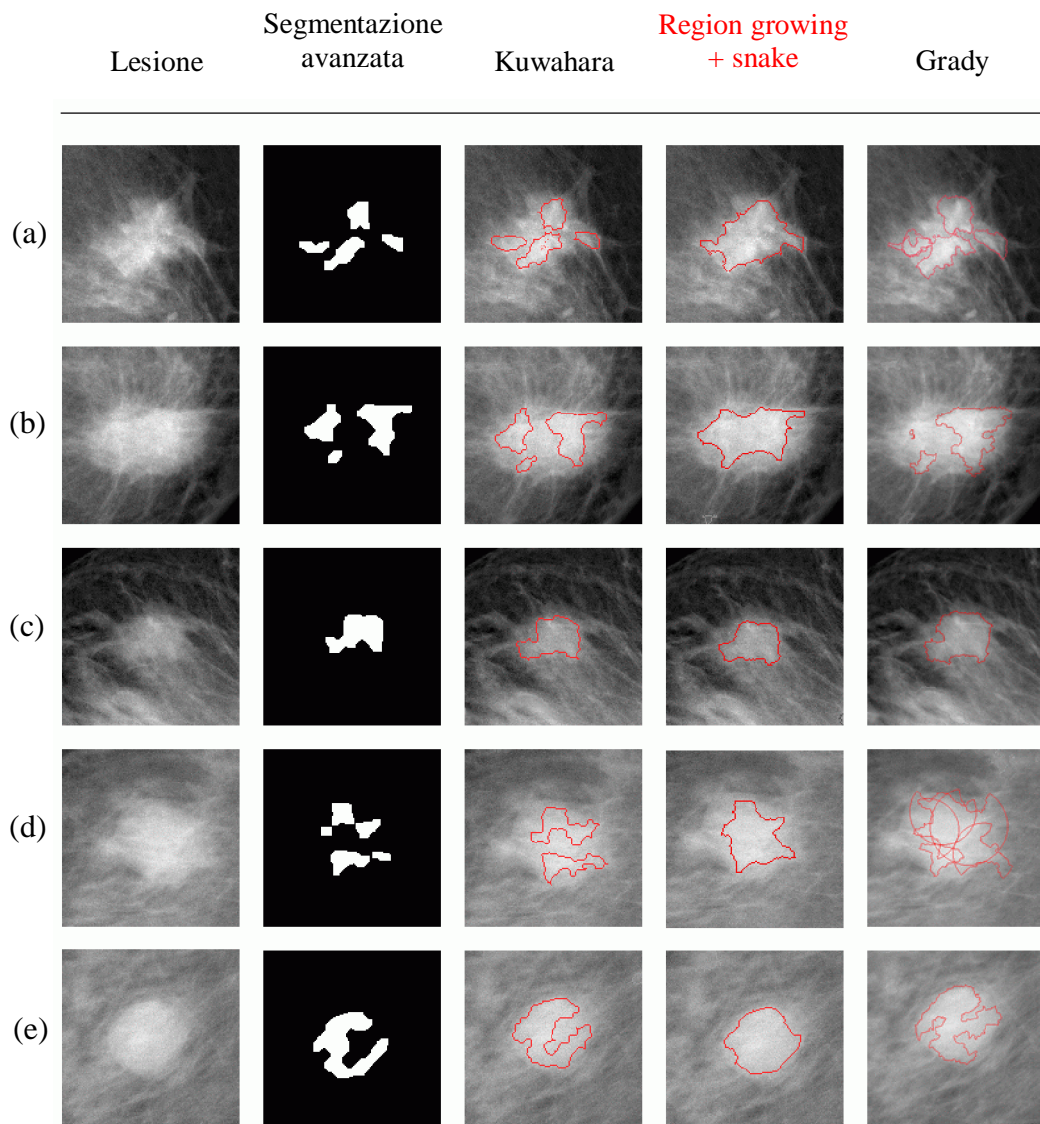 Lesione
Segmentazione
avanzata
Kuwahara
Region growing
+ snake
Grady
(a)
(b)
(c)
(d)
(e)